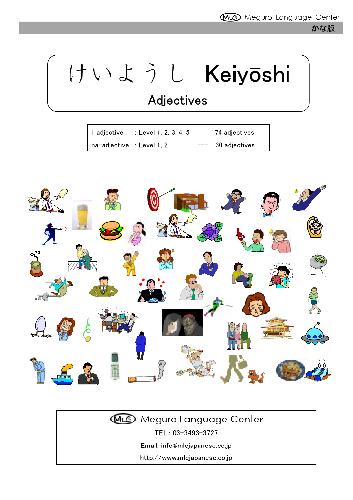 MLC Meguro Language Center
かな版
けいようし Keiyōshi
Adjectives
i-adjective : Level 1, 2, 3, 4, 5 ---- 74 adjectives
na-adjective : Level 1, 2 ---- 30 adjectives
MLC Meguro Language Center
TEL : 03-3493-3727
Email: info@mlcjapanese.co.jp
http://www.mlcjapanese.co.jp